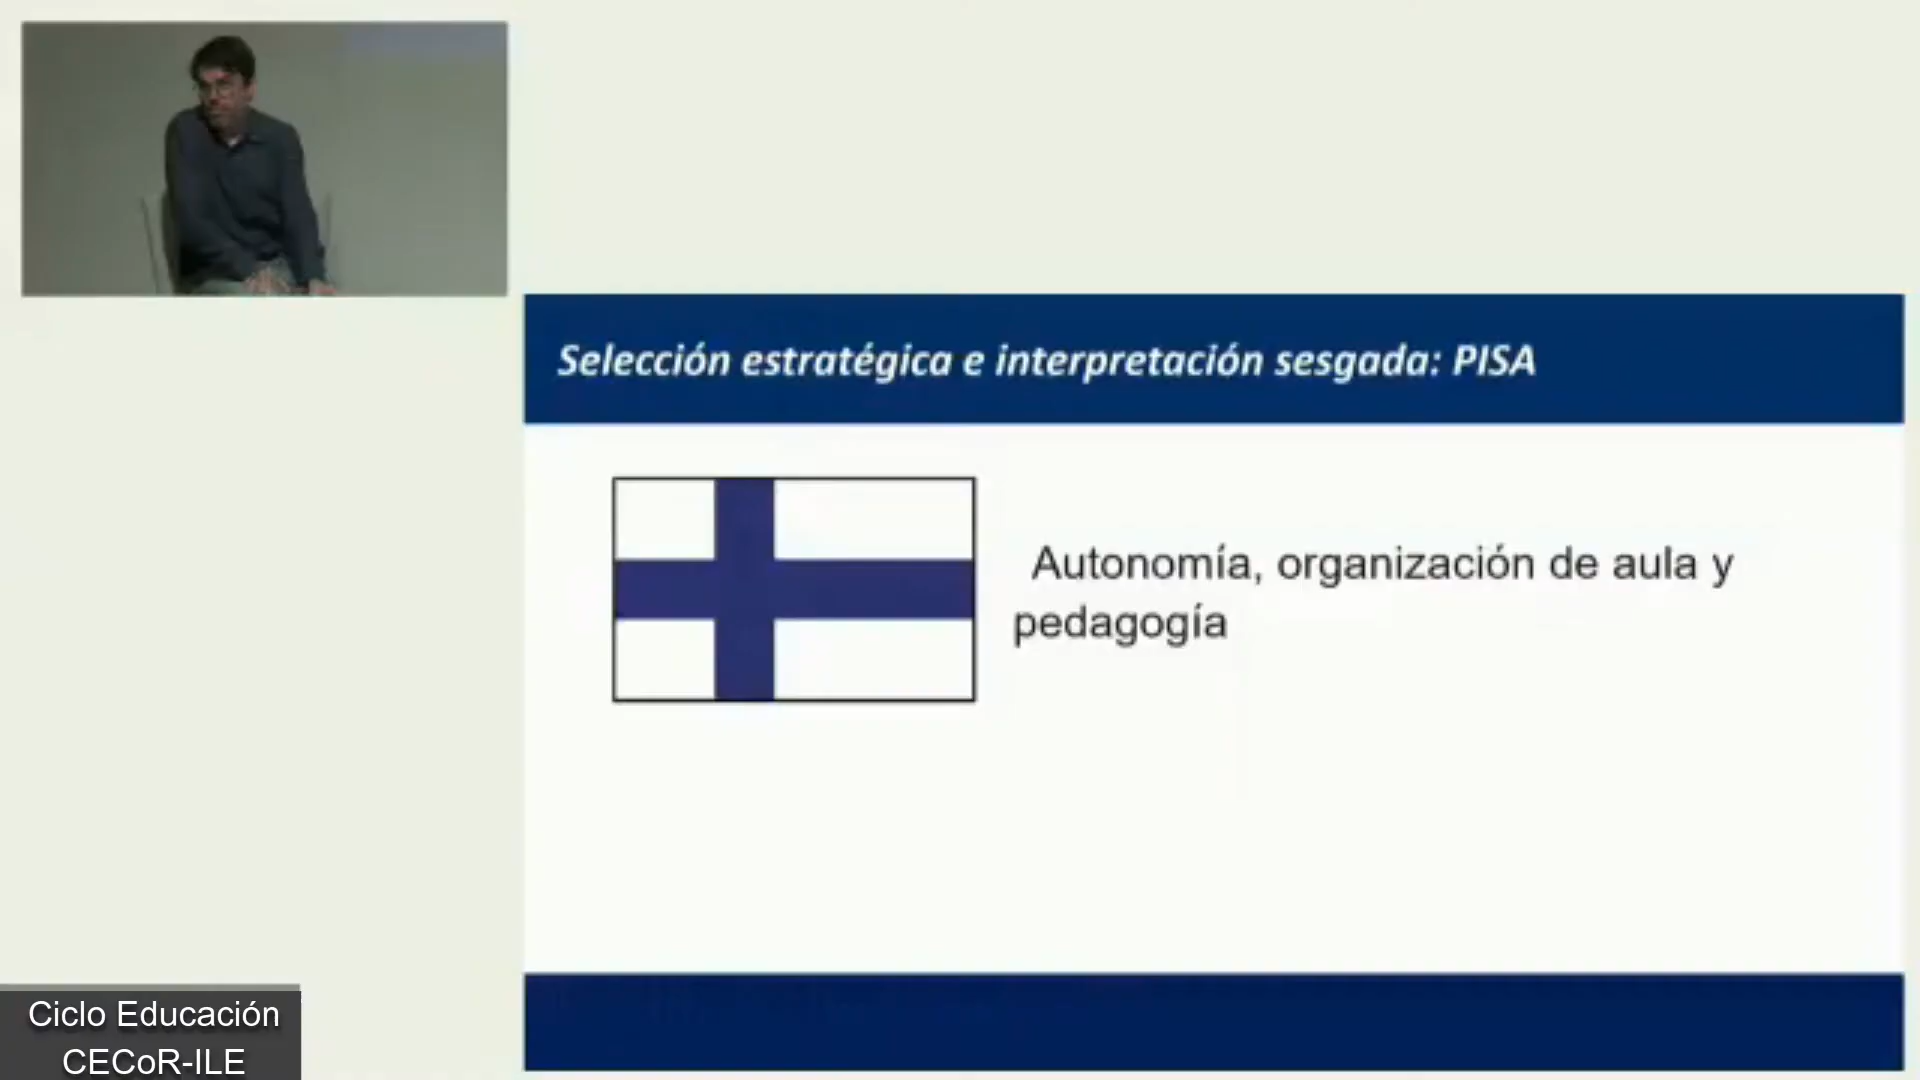 Selección estratégica e interpretación sesgada: PISA
Autonomía, organización de aula y
pedagogía
Ciclo Educación
CECoR-ILE